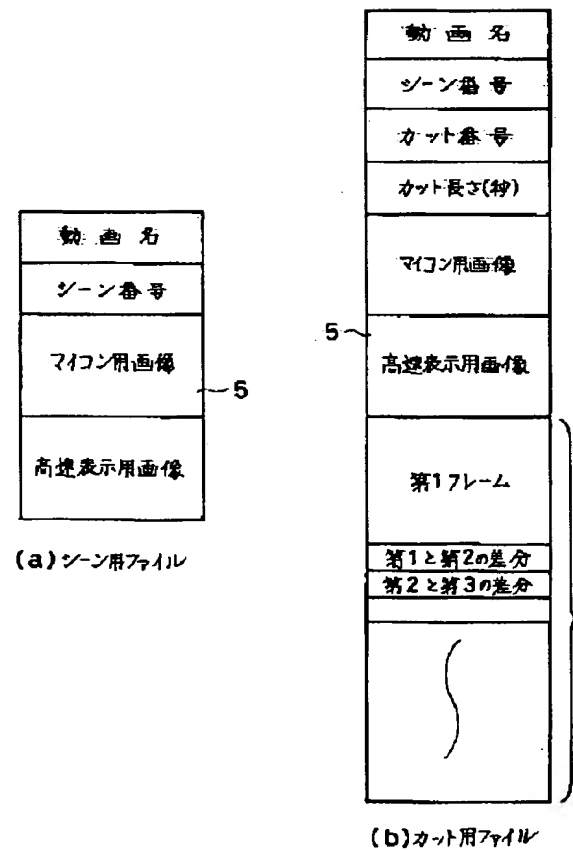 動画名
シーン番号
マイコン用画像
5
高速表示用画像
(a)シーン用ファイル
動画名
シーン番号
カット番号
カット長さ(秒)
マイコン用画像
5
高速表示用画像
第1フレーム
第1と第2の差分
第2と第3の差分
(b)カット用ファイル